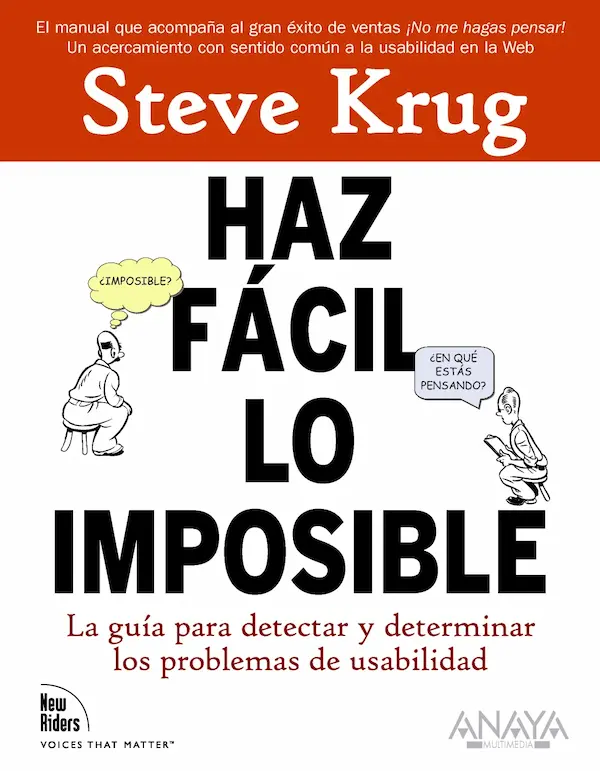 El manual que acompaña al gran éxito de ventas ¡No me hagas pensar!
Un acercamiento con sentido común a la usabilidad en la Web
Steve Krug
HAZ
FÁCIL
LO
IMPOSIBLE
¿IMPOSIBLE?
¿EN QUÉ
ESTÁS
PENSANDO?
La guía para detectar y determinar
los problemas de usabilidad
New
Riders
VOICES THAT MATTER™
ANAYA
MULTIMEDIA